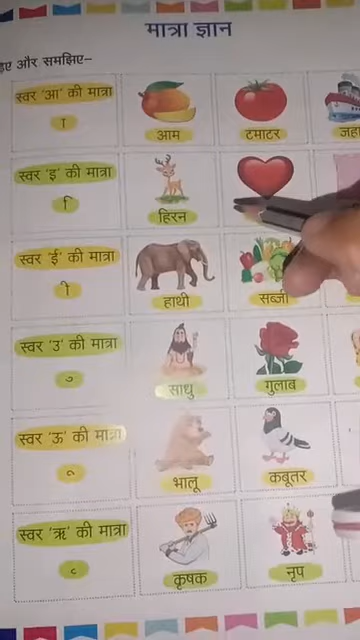 मात्रा ज्ञान
और समझिए–
स्वर 'आ' की मात्रा
ा
आम
टमाटर
स्वर 'इ' की मात्रा
ि
हिरन
स्वर 'ई' की मात्रा
ी
हाथी
सब्जी
स्वर 'उ' की मात्रा
ु
साधु
गुलाब
स्वर 'ऊ' की मात्रा
ू
भालू
कबूतर
स्वर 'ऋ' की मात्रा
ृ
कृषक
नृप